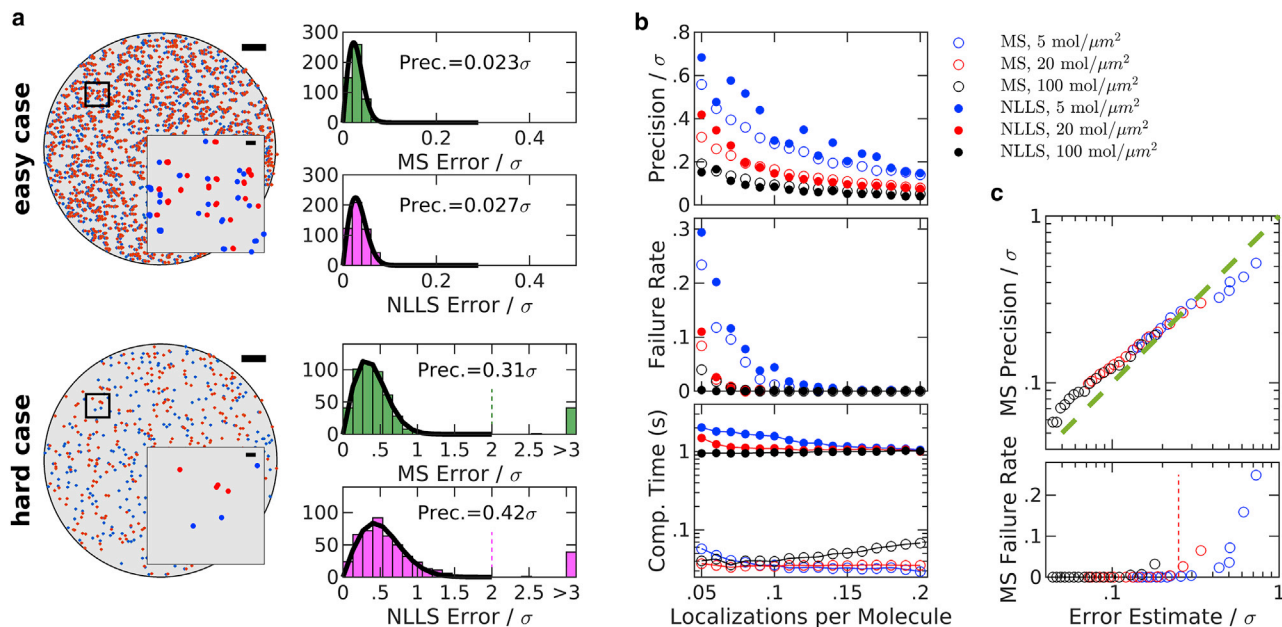 a
easy case
300
200
100
0
Prec.=0.023σ
0
0.2
0.4
MS Error / σ
300
200
100
0
Prec.=0.027σ
0
0.2
0.4
NLLS Error / σ
hard case
100
50
0
Prec.=0.31σ
0 .5 1 1.5 2 2.5 >3
MS Error / σ
100
50
0
Prec.=0.42σ
0 .5 1 1.5 2 2.5 >3
NLLS Error / σ
b
Precision / σ
.8
.6
.4
.2
0
Failure Rate
.3
.2
.1
0
Comp. Time (s)
1
.1
.05 .1 .15 .2
Localizations per Molecule
MS, 5 mol/μm²
MS, 20 mol/μm²
MS, 100 mol/μm²
NLLS, 5 mol/μm²
NLLS, 20 mol/μm²
NLLS, 100 mol/μm²
c
MS Precision / σ
1
.1
MS Failure Rate
.2
.1
0
.1 1
Error Estimate / σ